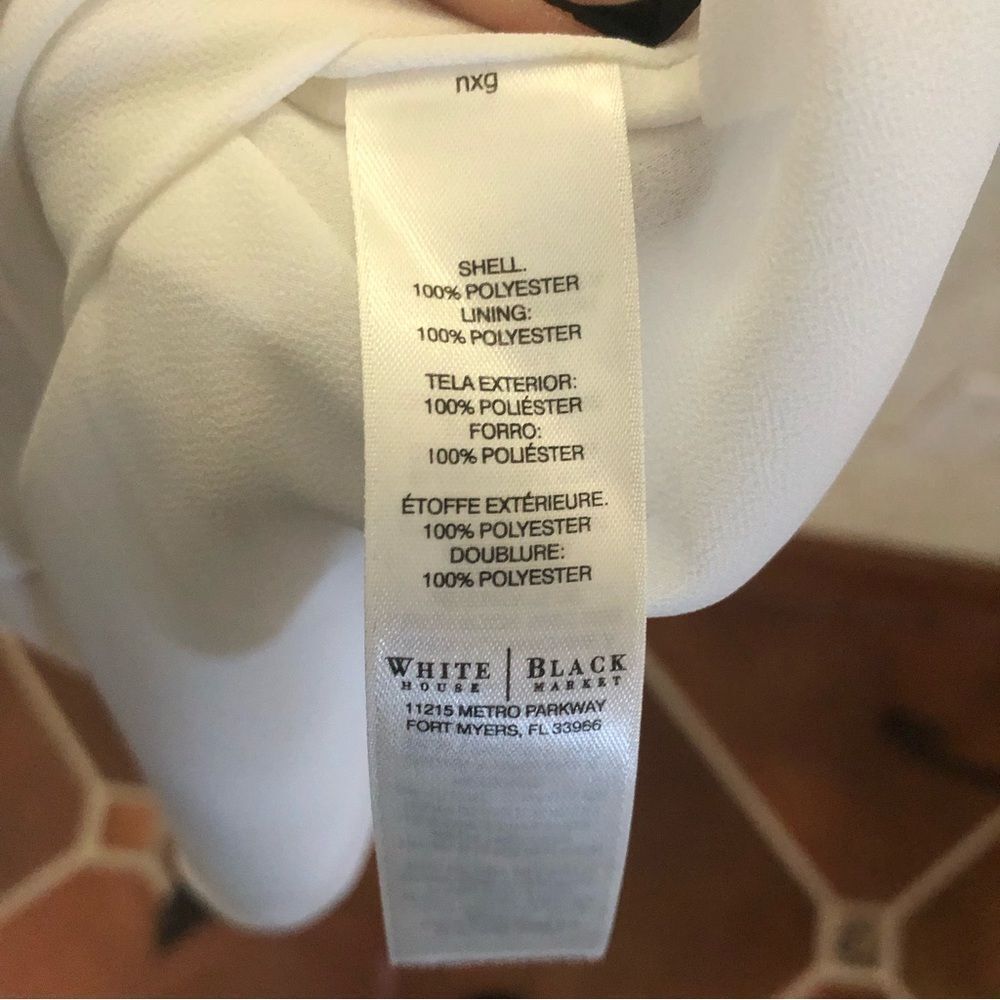 nxg
SHELL.
100% POLYESTER
LINING:
100% POLYESTER
TELA EXTERIOR:
100% POLIÉSTER
FORRO:
100% POLIÉSTER
ÉTOFFE EXTÉRIEURE.
100% POLYESTER
DOUBLURE:
100% POLYESTER
WHITE | BLACK
HOUSE MARKET
11215 METRO PARKWAY
FORT MYERS, FL 33966